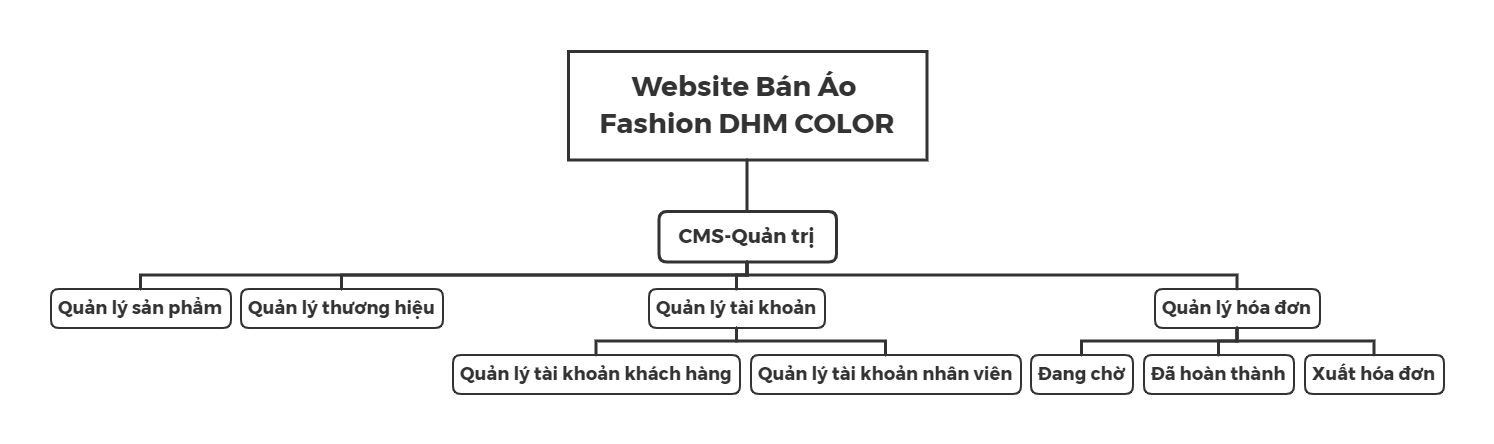 Website Bán Áo
Fashion DHM COLOR
CMS-Quản trị
Quản lý sản phẩm
Quản lý thương hiệu
Quản lý tài khoản
Quản lý hóa đơn
Quản lý tài khoản khách hàng
Quản lý tài khoản nhân viên
Đang chờ
Đã hoàn thành
Xuất hóa đơn